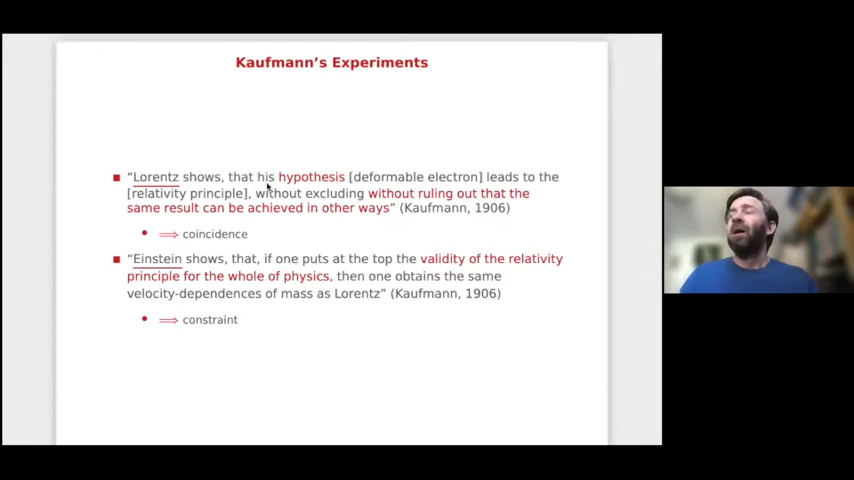 Kaufmann's Experiments
“Lorentz shows, that his hypothesis [deformable electron] leads to the
[relativity principle], without excluding without ruling out that the
same result can be achieved in other ways” (Kaufmann, 1906)
⟹ coincidence
“Einstein shows, that, if one puts at the top the validity of the relativity
principle for the whole of physics, then one obtains the same
velocity-dependences of mass as Lorentz” (Kaufmann, 1906)
⟹ constraint